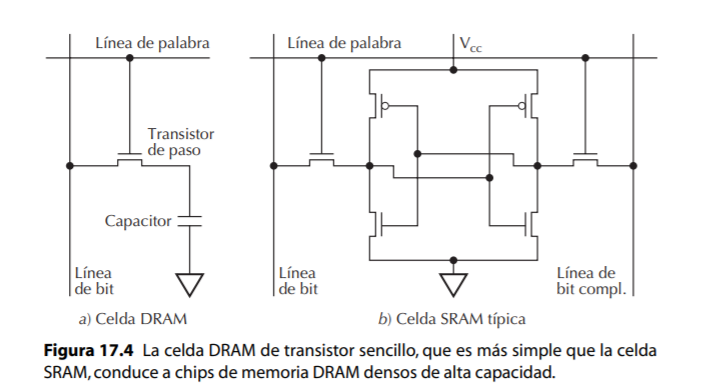 Línea de palabra
Línea de palabra
Vcc
Transistor
de paso
Capacitor
Línea
de bit
Línea
de bit
Línea de
bit compl.
a) Celda DRAM
b) Celda SRAM típica
Figura 17.4 La celda DRAM de transistor sencillo, que es más simple que la celda
SRAM, conduce a chips de memoria DRAM densos de alta capacidad.